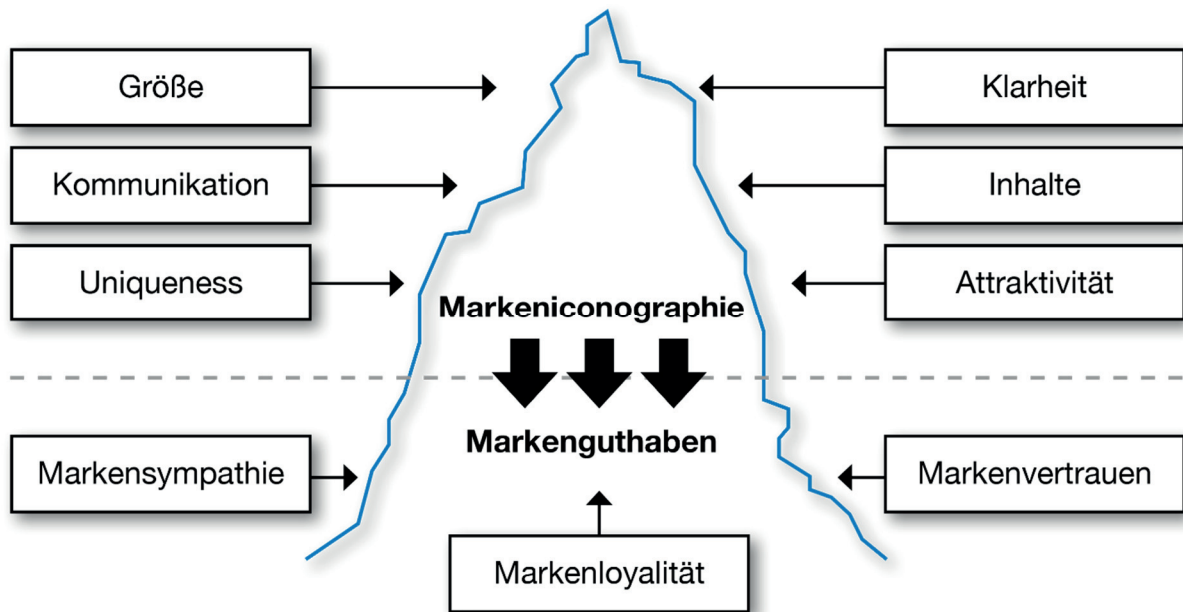 Größe
Klarheit
Kommunikation
Inhalte
Uniqueness
Attraktivität
Markeniconographie
Markenguthaben
Markensympathie
Markenvertrauen
Markenloyalität